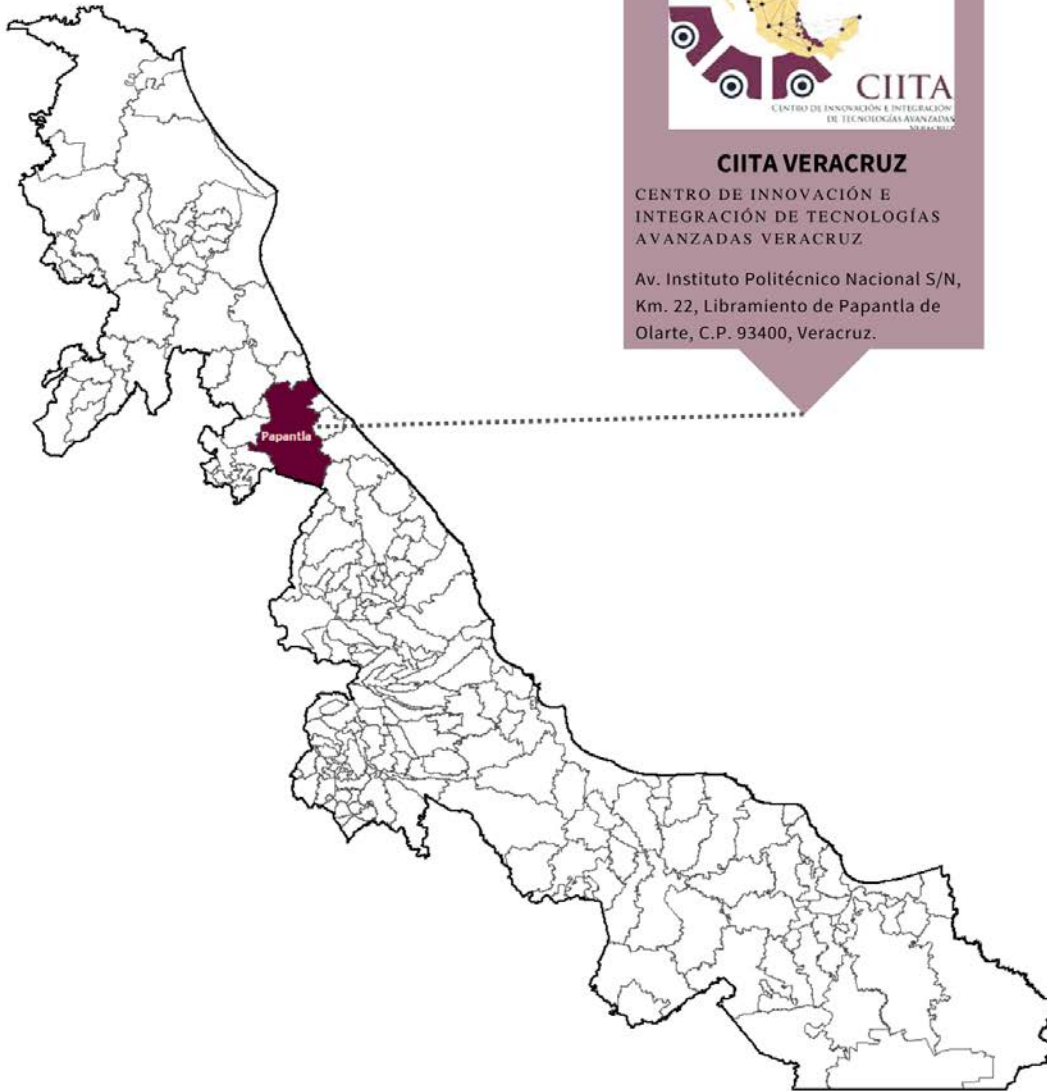 CIITA
CENTRO DE INNOVACIÓN E INTEGRACIÓN
DE TECNOLOGÍAS AVANZADAS
VERACRUZ
CIITA VERACRUZ
CENTRO DE INNOVACIÓN E
INTEGRACIÓN DE TECNOLOGÍAS
AVANZADAS VERACRUZ
Av. Instituto Politécnico Nacional S/N,
Km. 22, Libramiento de Papantla de
Olarte, C.P. 93400, Veracruz.
Papantla